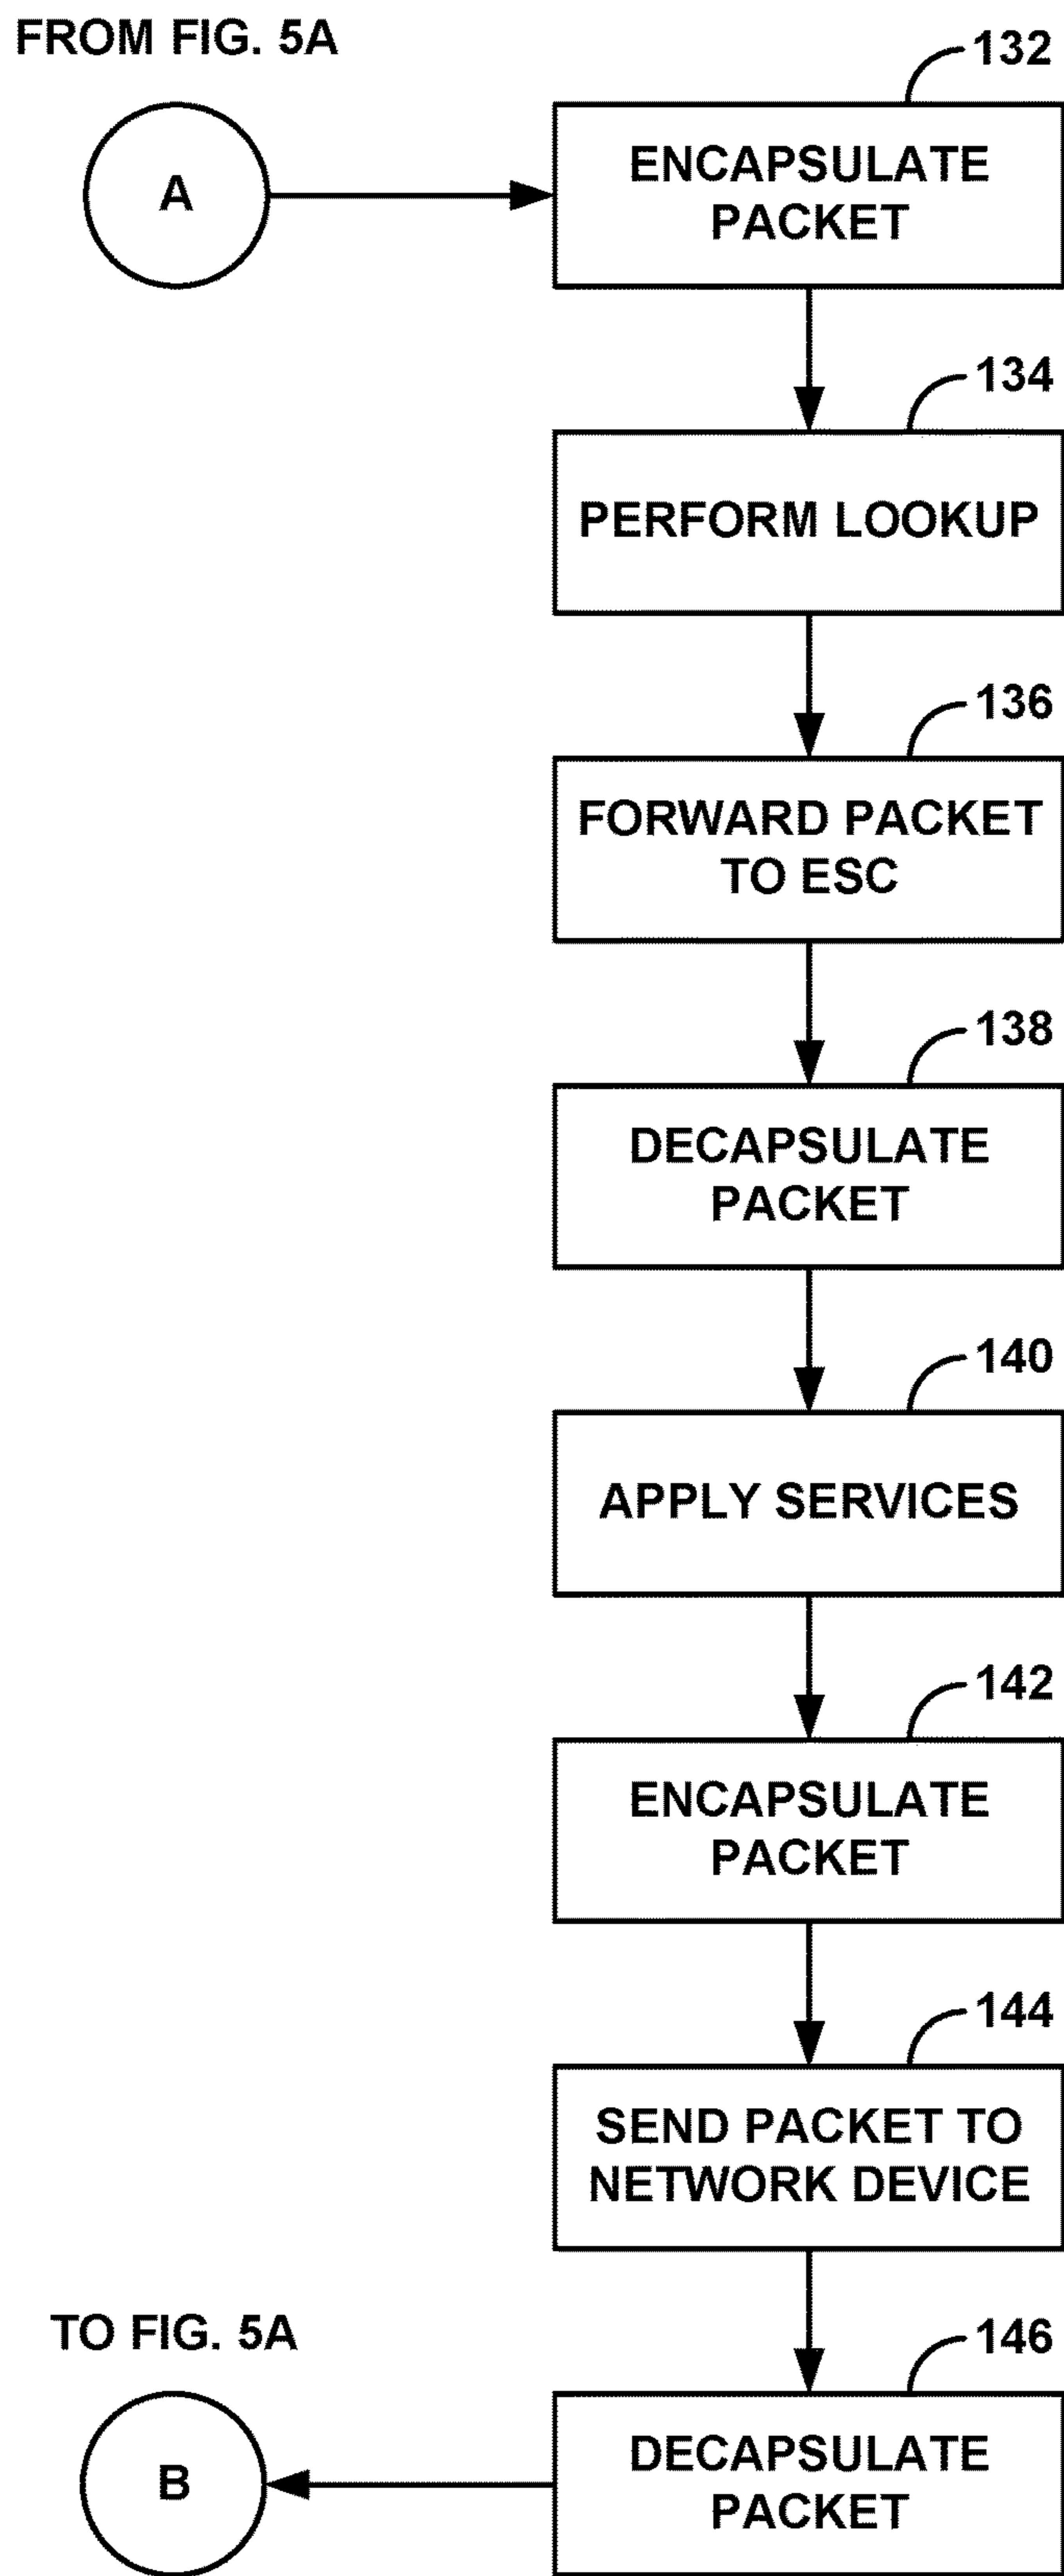 FROM FIG. 5A
132
A
ENCAPSULATE
PACKET
134
PERFORM LOOKUP
136
FORWARD PACKET
TO ESC
138
DECAPSULATE
PACKET
140
APPLY SERVICES
142
ENCAPSULATE
PACKET
144
SEND PACKET TO
NETWORK DEVICE
TO FIG. 5A
146
B
DECAPSULATE
PACKET